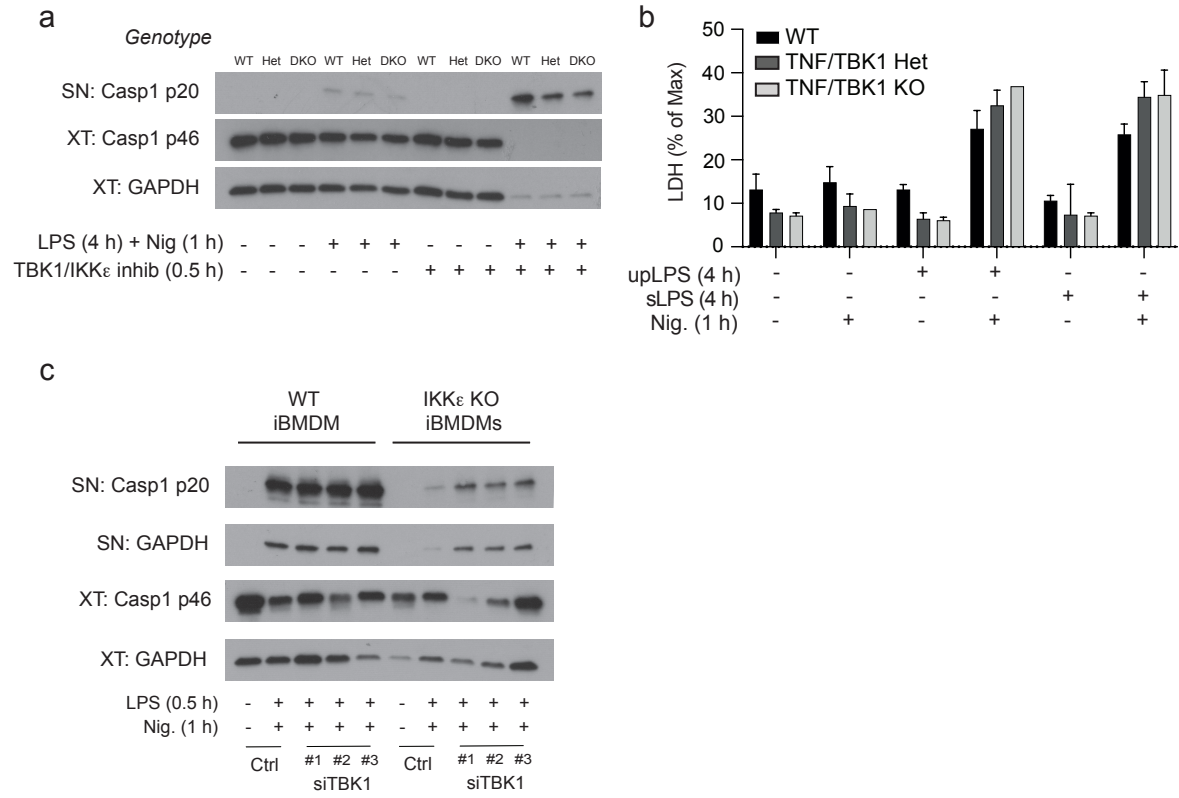 a
Genotype
WT Het DKO WT Het DKO WT Het DKO WT Het DKO
SN: Casp1 p20
XT: Casp1 p46
XT: GAPDH
LPS (4 h) + Nig (1 h) - - - + + + - - - + + +
TBK1/IKKε inhib (0.5 h) - - - - - - + + + + + +
b
50
40
30
20
10
0
LDH (% of Max)
WT
TNF/TBK1 Het
TNF/TBK1 KO
upLPS (4 h) - - + + - -
sLPS (4 h) - - - - + +
Nig. (1 h) - + - + - +
c
WT
iBMDM
IKKε KO
iBMDMs
SN: Casp1 p20
SN: GAPDH
XT: Casp1 p46
XT: GAPDH
LPS (0.5 h) - + + + + - + + + +
Nig. (1 h) - + + + + - + + + +
Ctrl #1 #2 #3 Ctrl #1 #2 #3
siTBK1 siTBK1